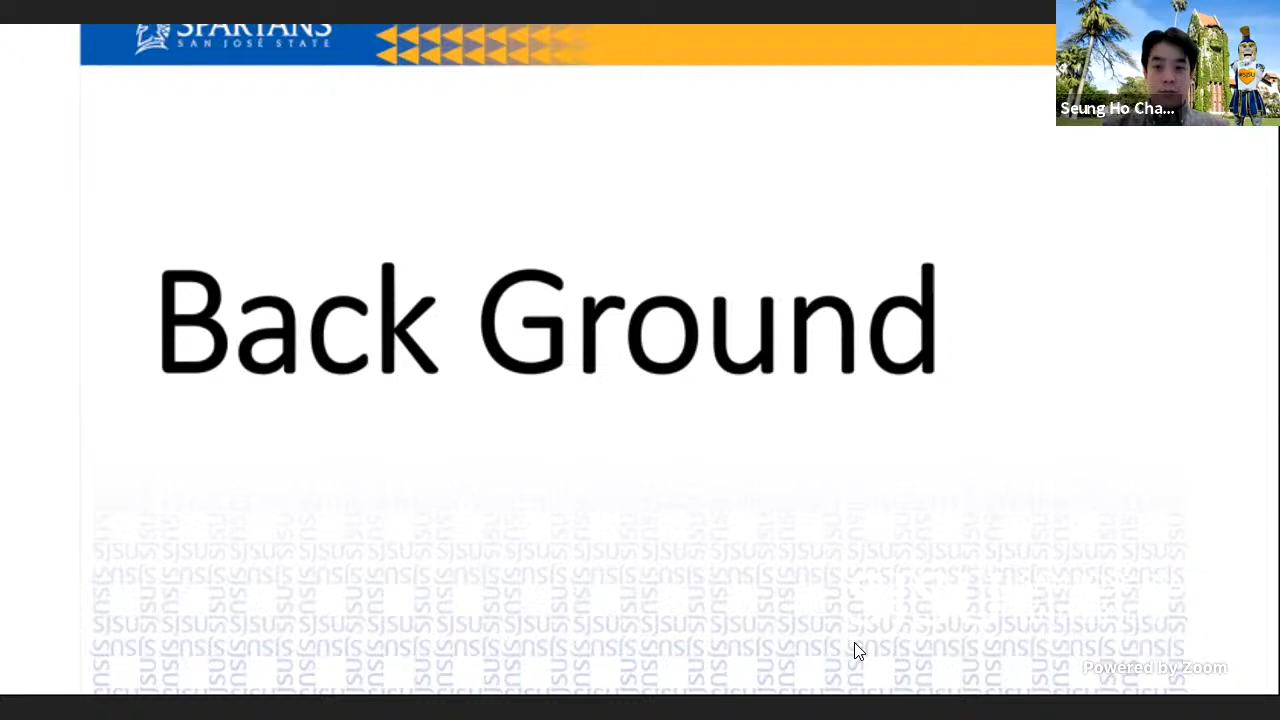 SPARTANS
SAN JOSÉ STATE
Seung Ho Cha...
Back Ground
Powered by Zoom